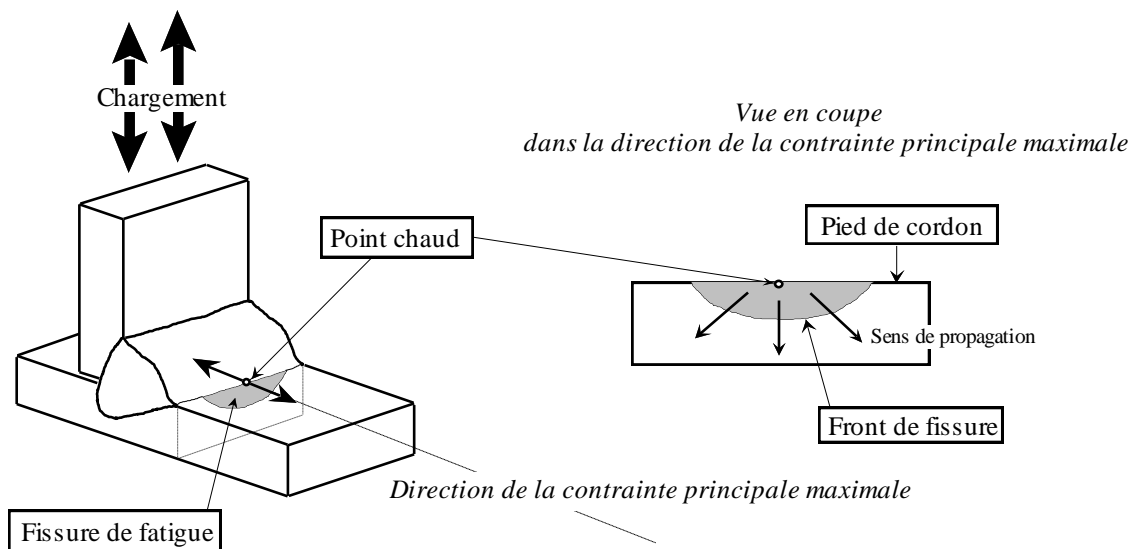 Chargement
Vue en coupe
dans la direction de la contrainte principale maximale
Point chaud
Pied de cordon
Sens de propagation
Front de fissure
Direction de la contrainte principale maximale
Fissure de fatigue